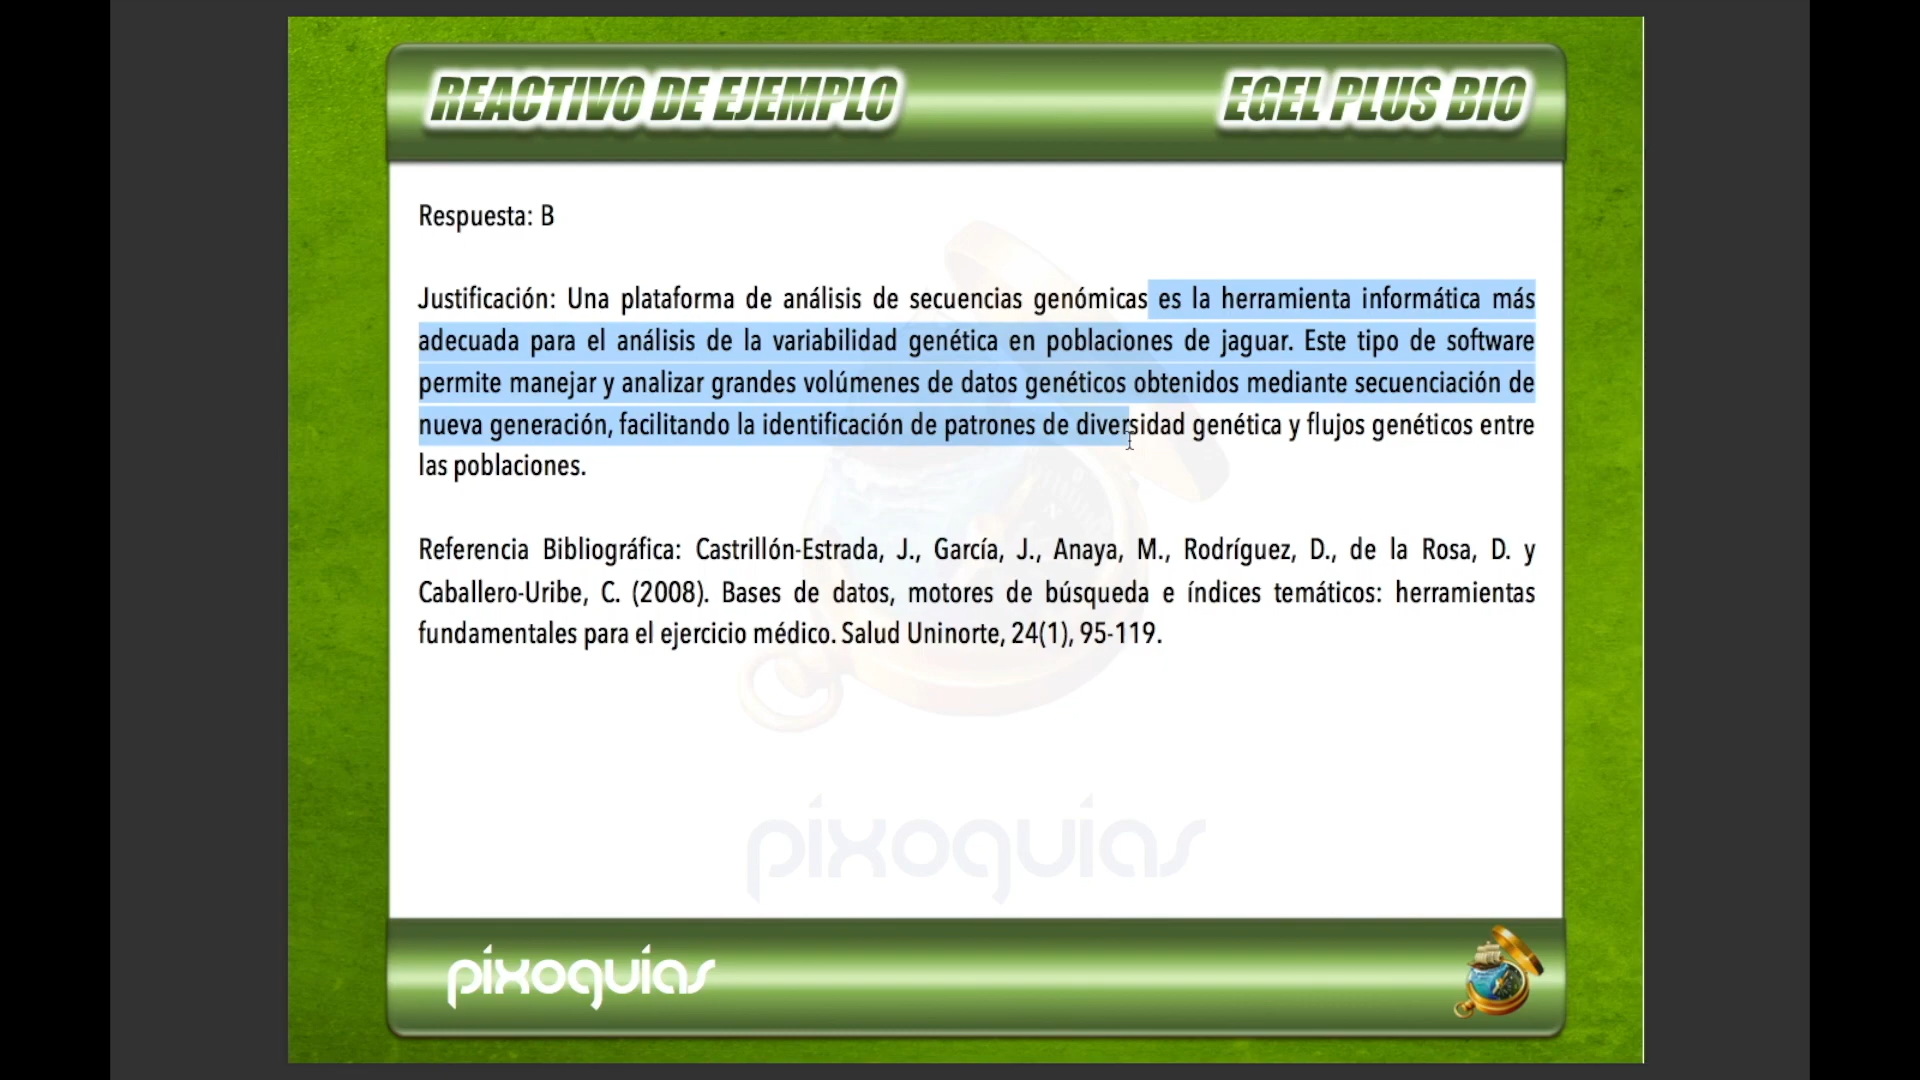 REACTIVO DE EJEMPLO
EGEL PLUS BIO
Respuesta: B
Justificación: Una plataforma de análisis de secuencias genómicas es la herramienta informática más
adecuada para el análisis de la variabilidad genética en poblaciones de jaguar. Este tipo de software
permite manejar y analizar grandes volúmenes de datos genéticos obtenidos mediante secuenciación de
nueva generación, facilitando la identificación de patrones de diversidad genética y flujos genéticos entre
las poblaciones.
Referencia Bibliográfica: Castrillón-Estrada, J., García, J., Anaya, M., Rodríguez, D., de la Rosa, D. y
Caballero-Uribe, C. (2008). Bases de datos, motores de búsqueda e índices temáticos: herramientas
fundamentales para el ejercicio médico. Salud Uninorte, 24(1), 95-119.
pixoguías
pixoguías